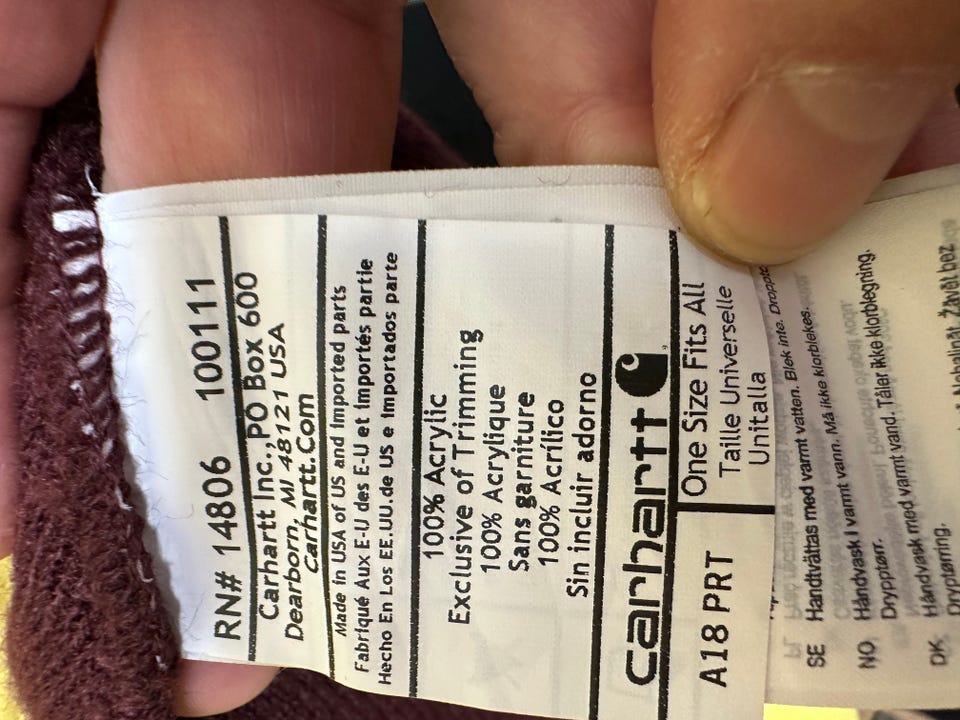 RN# 14806 100111
Carhartt Inc.,PO Box 600
Dearborn, MI 48121 USA
Carhartt.Com
Made in USA of US and Imported parts
Fabriqué Aux E-U des E-U et Importés partie
Hecho En Los EE.UU.de Us e Importados parte
100% Acrylic
Exclusive of Trimming
100% Acrylique
Sans garniture
100% Acrílico
Sin incluir adorno
carhartt
A18 PRT
One Size Fits All
Taille Universelle
Unitalla
SE Handtvättas med varmt vatten. Blek inte.
NO Håndvask i varmt vann. Må ikke klorblekes.
Drypptørr.
DK Håndvask med varmt vand. Tåler ikke klorblegning.
Dryptørring.